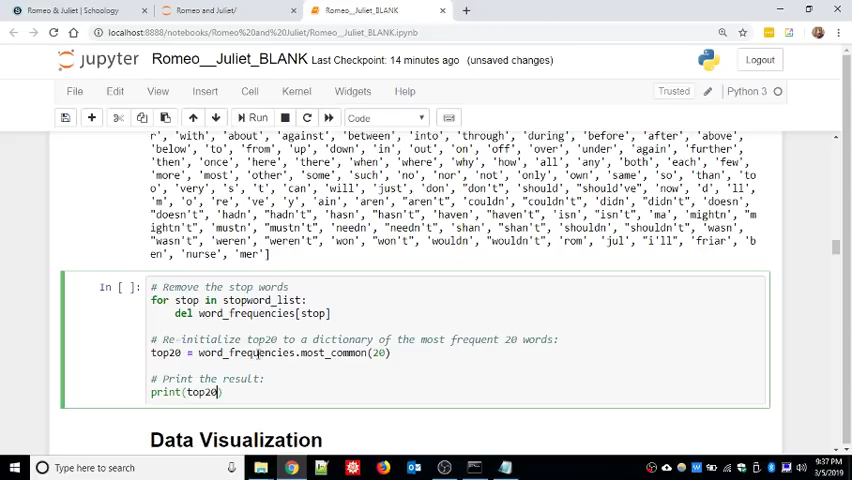 Romeo & Juliet | Schoology
Romeo and Juliet/
Romeo__Juliet_BLANK
localhost:8888/notebooks/Romeo%20and%20Juliet/Romeo__Juliet_BLANK.ipynb
jupyter Romeo__Juliet_BLANK Last Checkpoint: 14 minutes ago (unsaved changes)
Logout
File Edit View Insert Cell Kernel Widgets Help
Trusted
Python 3
Run
Code
r', 'with', 'about', 'against', 'between', 'into', 'through', 'during', 'before', 'after', 'above',
'below', 'to', 'from', 'up', 'down', 'in', 'out', 'on', 'off', 'over', 'under', 'again', 'further',
'then', 'once', 'here', 'there', 'when', 'where', 'why', 'how', 'all', 'any', 'both', 'each', 'few',
'more', 'most', 'other', 'some', 'such', 'no', 'nor', 'not', 'only', 'own', 'same', 'so', 'than', 'to
o', 'very', 's', 't', 'can', 'will', 'just', 'don', "don't", 'should', "should've", 'now', 'd', 'll',
'm', 'o', 're', 've', 'y', 'ain', 'aren', "aren't", 'couldn', "couldn't", 'didn', "didn't", 'doesn',
"doesn't", 'hadn', "hadn't", 'hasn', "hasn't", 'haven', "haven't", 'isn', "isn't", 'ma', 'mightn', "m
ightn't", 'mustn', "mustn't", 'needn', "needn't", 'shan', "shan't", 'shouldn', "shouldn't", 'wasn',
"wasn't", 'weren', "weren't", 'won', "won't", 'wouldn', "wouldn't", 'rom', 'jul', "i'll", 'friar', 'b
en', 'nurse', 'mer']
In [ ]:
# Remove the stop words
for stop in stopword_list:
del word_frequencies[stop]
# Re-initialize top20 to a dictionary of the most frequent 20 words:
top20 = word_frequencies.most_common(20)
# Print the result:
print(top20)
Data Visualization
Type here to search
9:37 PM
3/5/2019